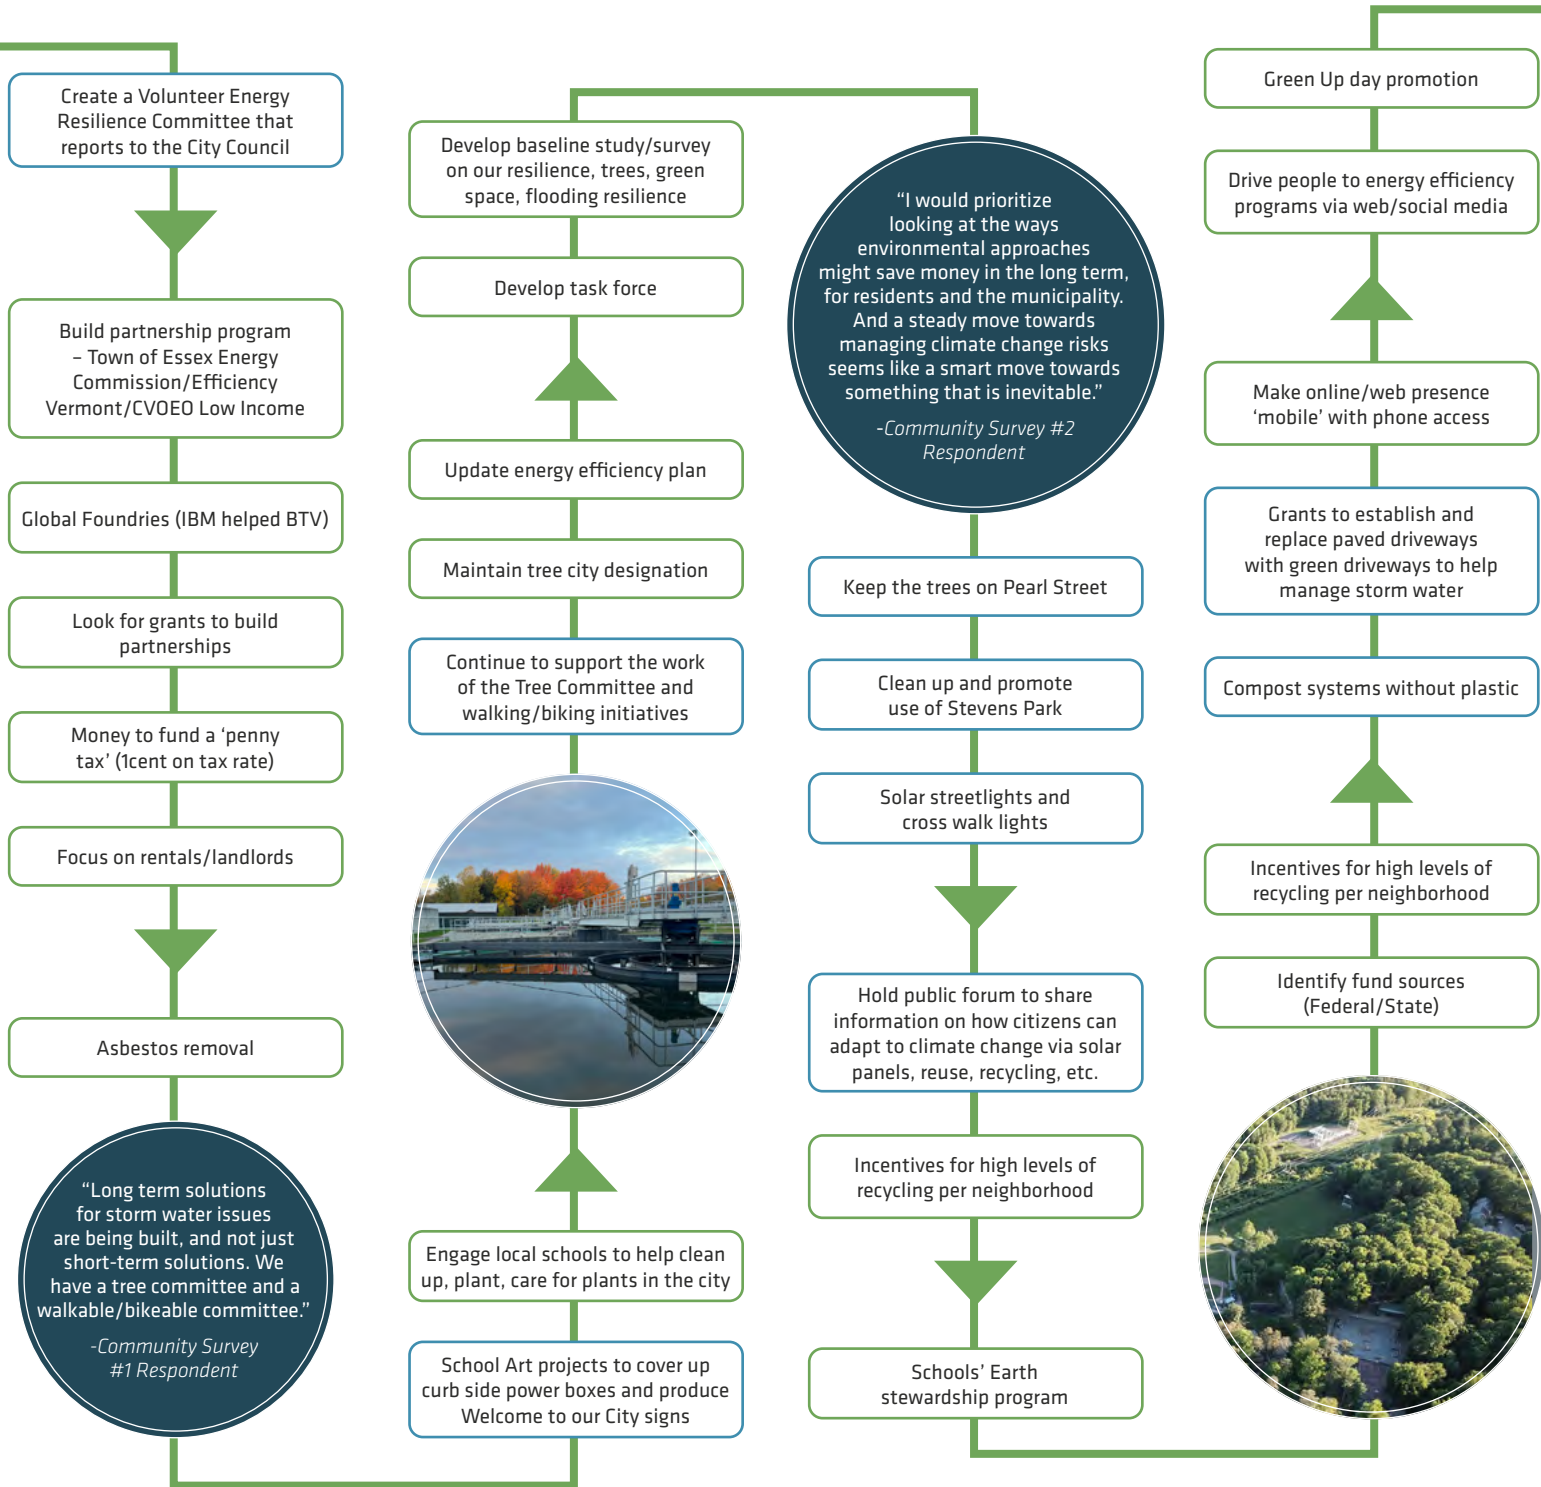 Create a Volunteer Energy
Resilience Committee that
reports to the City Council
Build partnership program
– Town of Essex Energy
Commission/Efficiency
Vermont/CVOEO Low Income
Global Foundries (IBM helped BTV)
Look for grants to build
partnerships
Money to fund a ‘penny
tax’ (1cent on tax rate)
Focus on rentals/landlords
Asbestos removal
“Long term solutions
for storm water issues
are being built, and not just
short-term solutions. We
have a tree committee and a
walkable/bikeable committee.”
-Community Survey
#1 Respondent
Develop baseline study/survey
on our resilience, trees, green
space, flooding resilience
Develop task force
Update energy efficiency plan
Maintain tree city designation
Continue to support the work
of the Tree Committee and
walking/biking initiatives
Engage local schools to help clean
up, plant, care for plants in the city
School Art projects to cover up
curb side power boxes and produce
Welcome to our City signs
“I would prioritize
looking at the ways
environmental approaches
might save money in the long term,
for residents and the municipality.
And a steady move towards
managing climate change risks
seems like a smart move towards
something that is inevitable.”
-Community Survey #2
Respondent
Keep the trees on Pearl Street
Clean up and promote
use of Stevens Park
Solar streetlights and
cross walk lights
Hold public forum to share
information on how citizens can
adapt to climate change via solar
panels, reuse, recycling, etc.
Incentives for high levels of
recycling per neighborhood
Schools’ Earth
stewardship program
Green Up day promotion
Drive people to energy efficiency
programs via web/social media
Make online/web presence
‘mobile’ with phone access
Grants to establish and
replace paved driveways
with green driveways to help
manage storm water
Compost systems without plastic
Incentives for high levels of
recycling per neighborhood
Identify fund sources
(Federal/State)